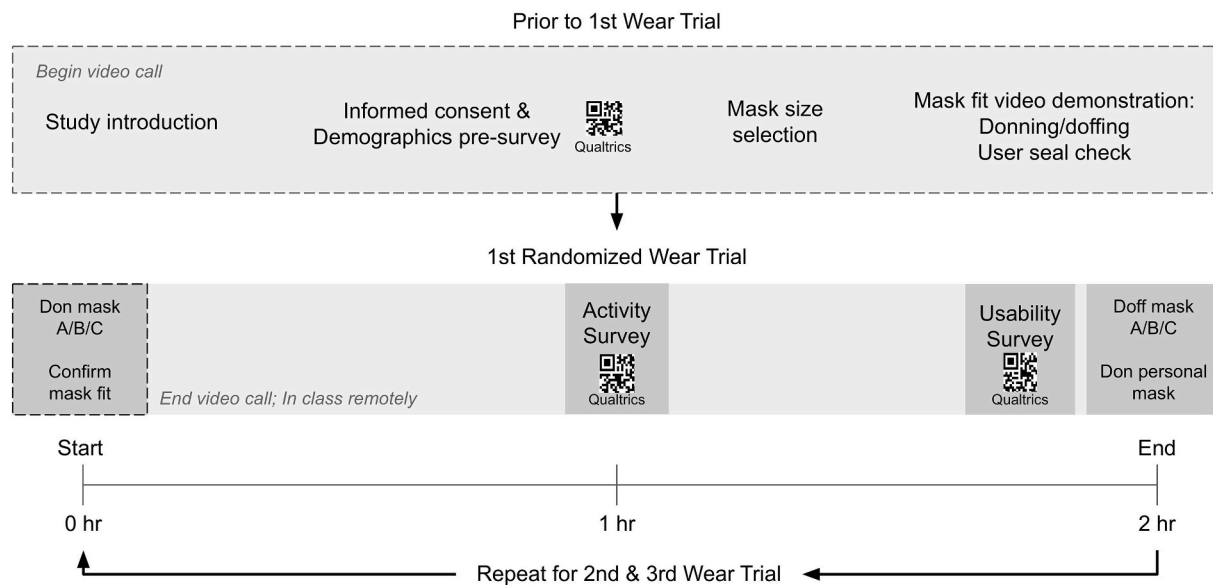 Prior to 1st Wear Trial
Begin video call
Study introduction
Informed consent &
Demographics pre-survey
Qualtrics
Mask size
selection
Mask fit video demonstration:
Donning/doffing
User seal check
1st Randomized Wear Trial
Don mask
A/B/C
Confirm
mask fit
End video call; In class remotely
Activity
Survey
Qualtrics
Usability
Survey
Qualtrics
Doff mask
A/B/C
Don personal
mask
Start
End
0 hr
1 hr
2 hr
Repeat for 2nd & 3rd Wear Trial